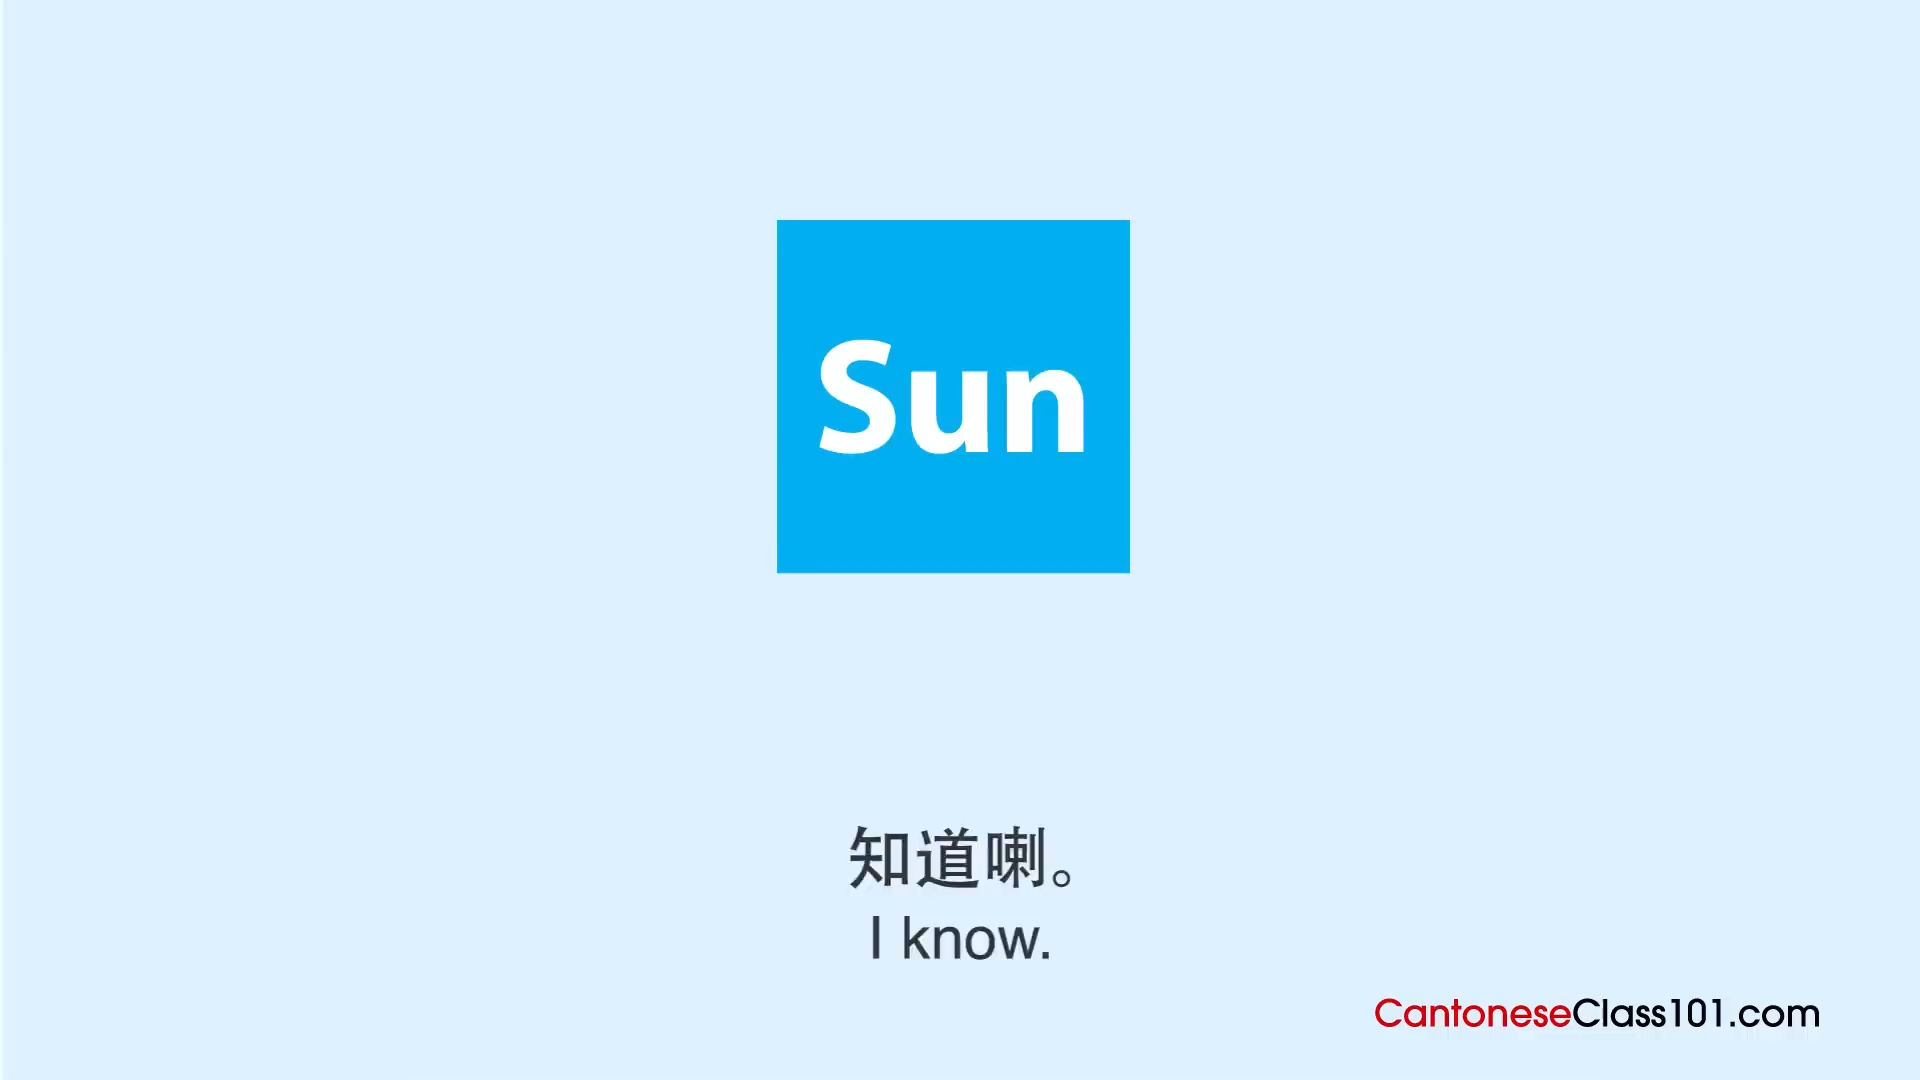 Sun
知道喇。
I know.
CantoneseClass101.com